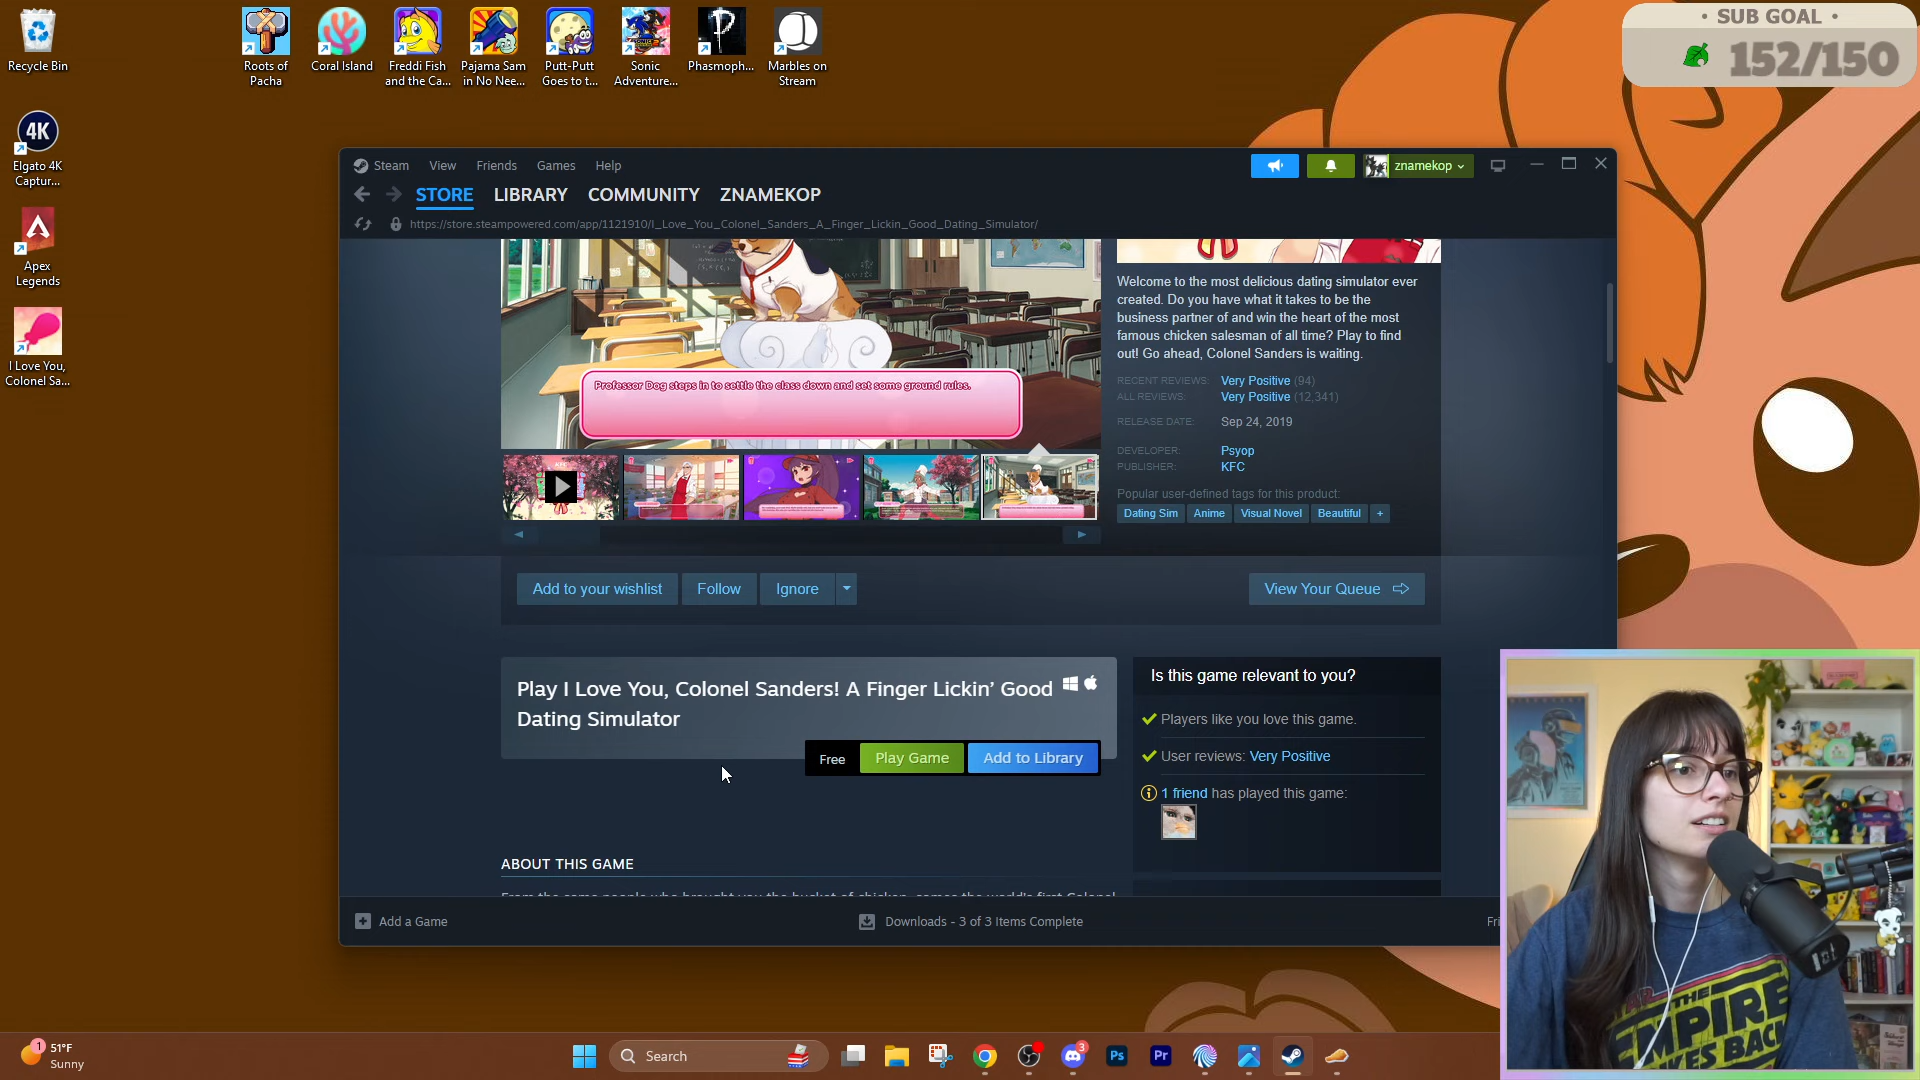 Recycle Bin
Roots of
Pacha
Coral Island
Freddi Fish
and the Ca...
Pajama Sam
in No Nee...
Putt-Putt
Goes to t...
Sonic
Adventure...
Phasmoph...
Marbles on
Stream
• SUB GOAL •
152/150
4K
Elgato 4K
Captur...
Apex
Legends
I Love You,
Colonel Sa...
Steam
View
Friends
Games
Help
znamekop
STORE
LIBRARY
COMMUNITY
ZNAMEKOP
https://store.steampowered.com/app/1121910/I_Love_You_Colonel_Sanders_A_Finger_Lickin_Good_Dating_Simulator/
Professor Dog steps in to settle the class down and set some ground rules.
Welcome to the most delicious dating simulator ever
created. Do you have what it takes to be the
business partner of and win the heart of the most
famous chicken salesman of all time? Play to find
out! Go ahead, Colonel Sanders is waiting.
RECENT REVIEWS: Very Positive (94)
ALL REVIEWS: Very Positive (12,341)
RELEASE DATE: Sep 24, 2019
DEVELOPER: Psyop
PUBLISHER: KFC
Popular user-defined tags for this product:
Dating Sim
Anime
Visual Novel
Beautiful
+
Add to your wishlist
Follow
Ignore
View Your Queue
Play I Love You, Colonel Sanders! A Finger Lickin' Good
Dating Simulator
Free
Play Game
Add to Library
Is this game relevant to you?
Players like you love this game.
User reviews: Very Positive
1 friend has played this game:
ABOUT THIS GAME
Add a Game
Downloads - 3 of 3 Items Complete
Fri
STAR
THE
EMPIRE
KES BAC
1
51°F
Sunny
Search
3
Ps
Pr